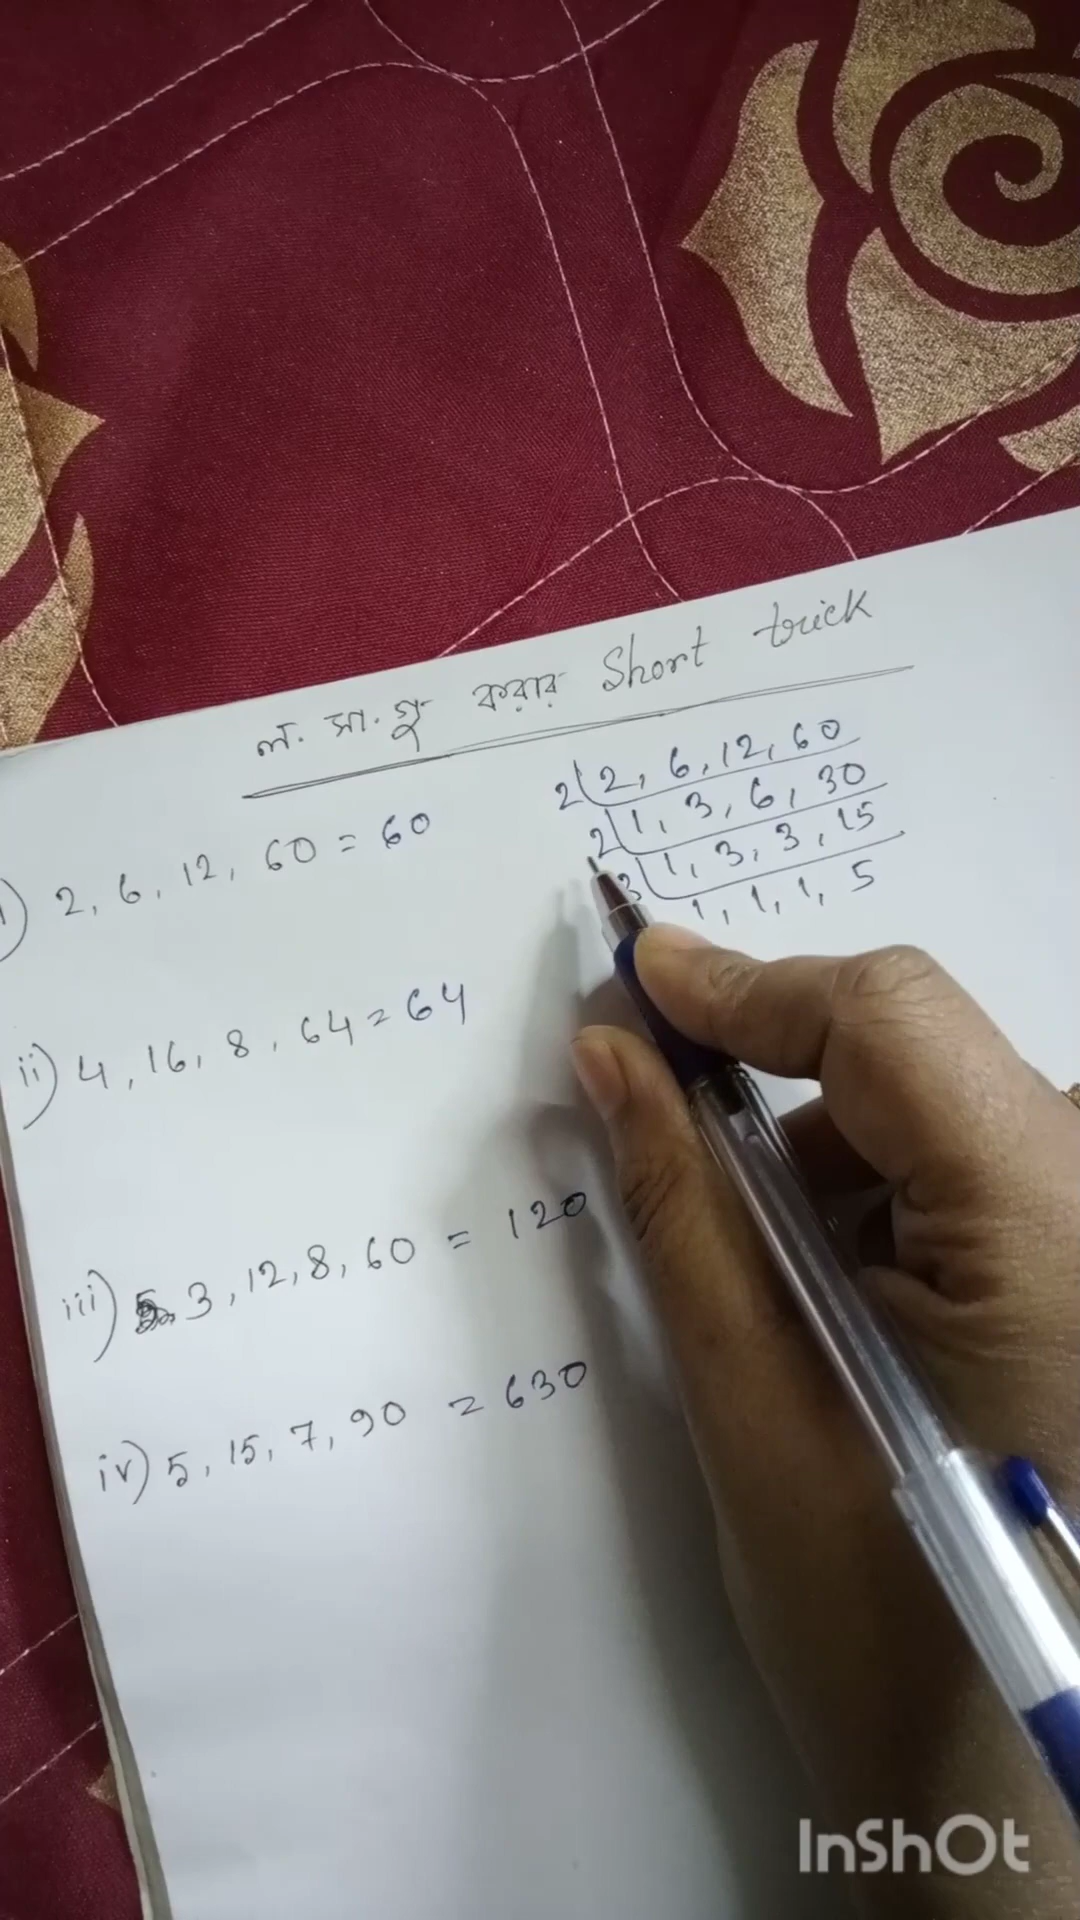 ল. সা. গু করার Short trick
i) 2, 6, 12, 60 = 60
2 2, 6, 12, 60
2 1, 3, 6, 30
3 1, 3, 3, 15
1, 1, 1, 5
ii) 4, 16, 8, 64 = 64
iii) 3, 12, 8, 60 = 120
iv) 5, 15, 7, 90 = 630
InShOt